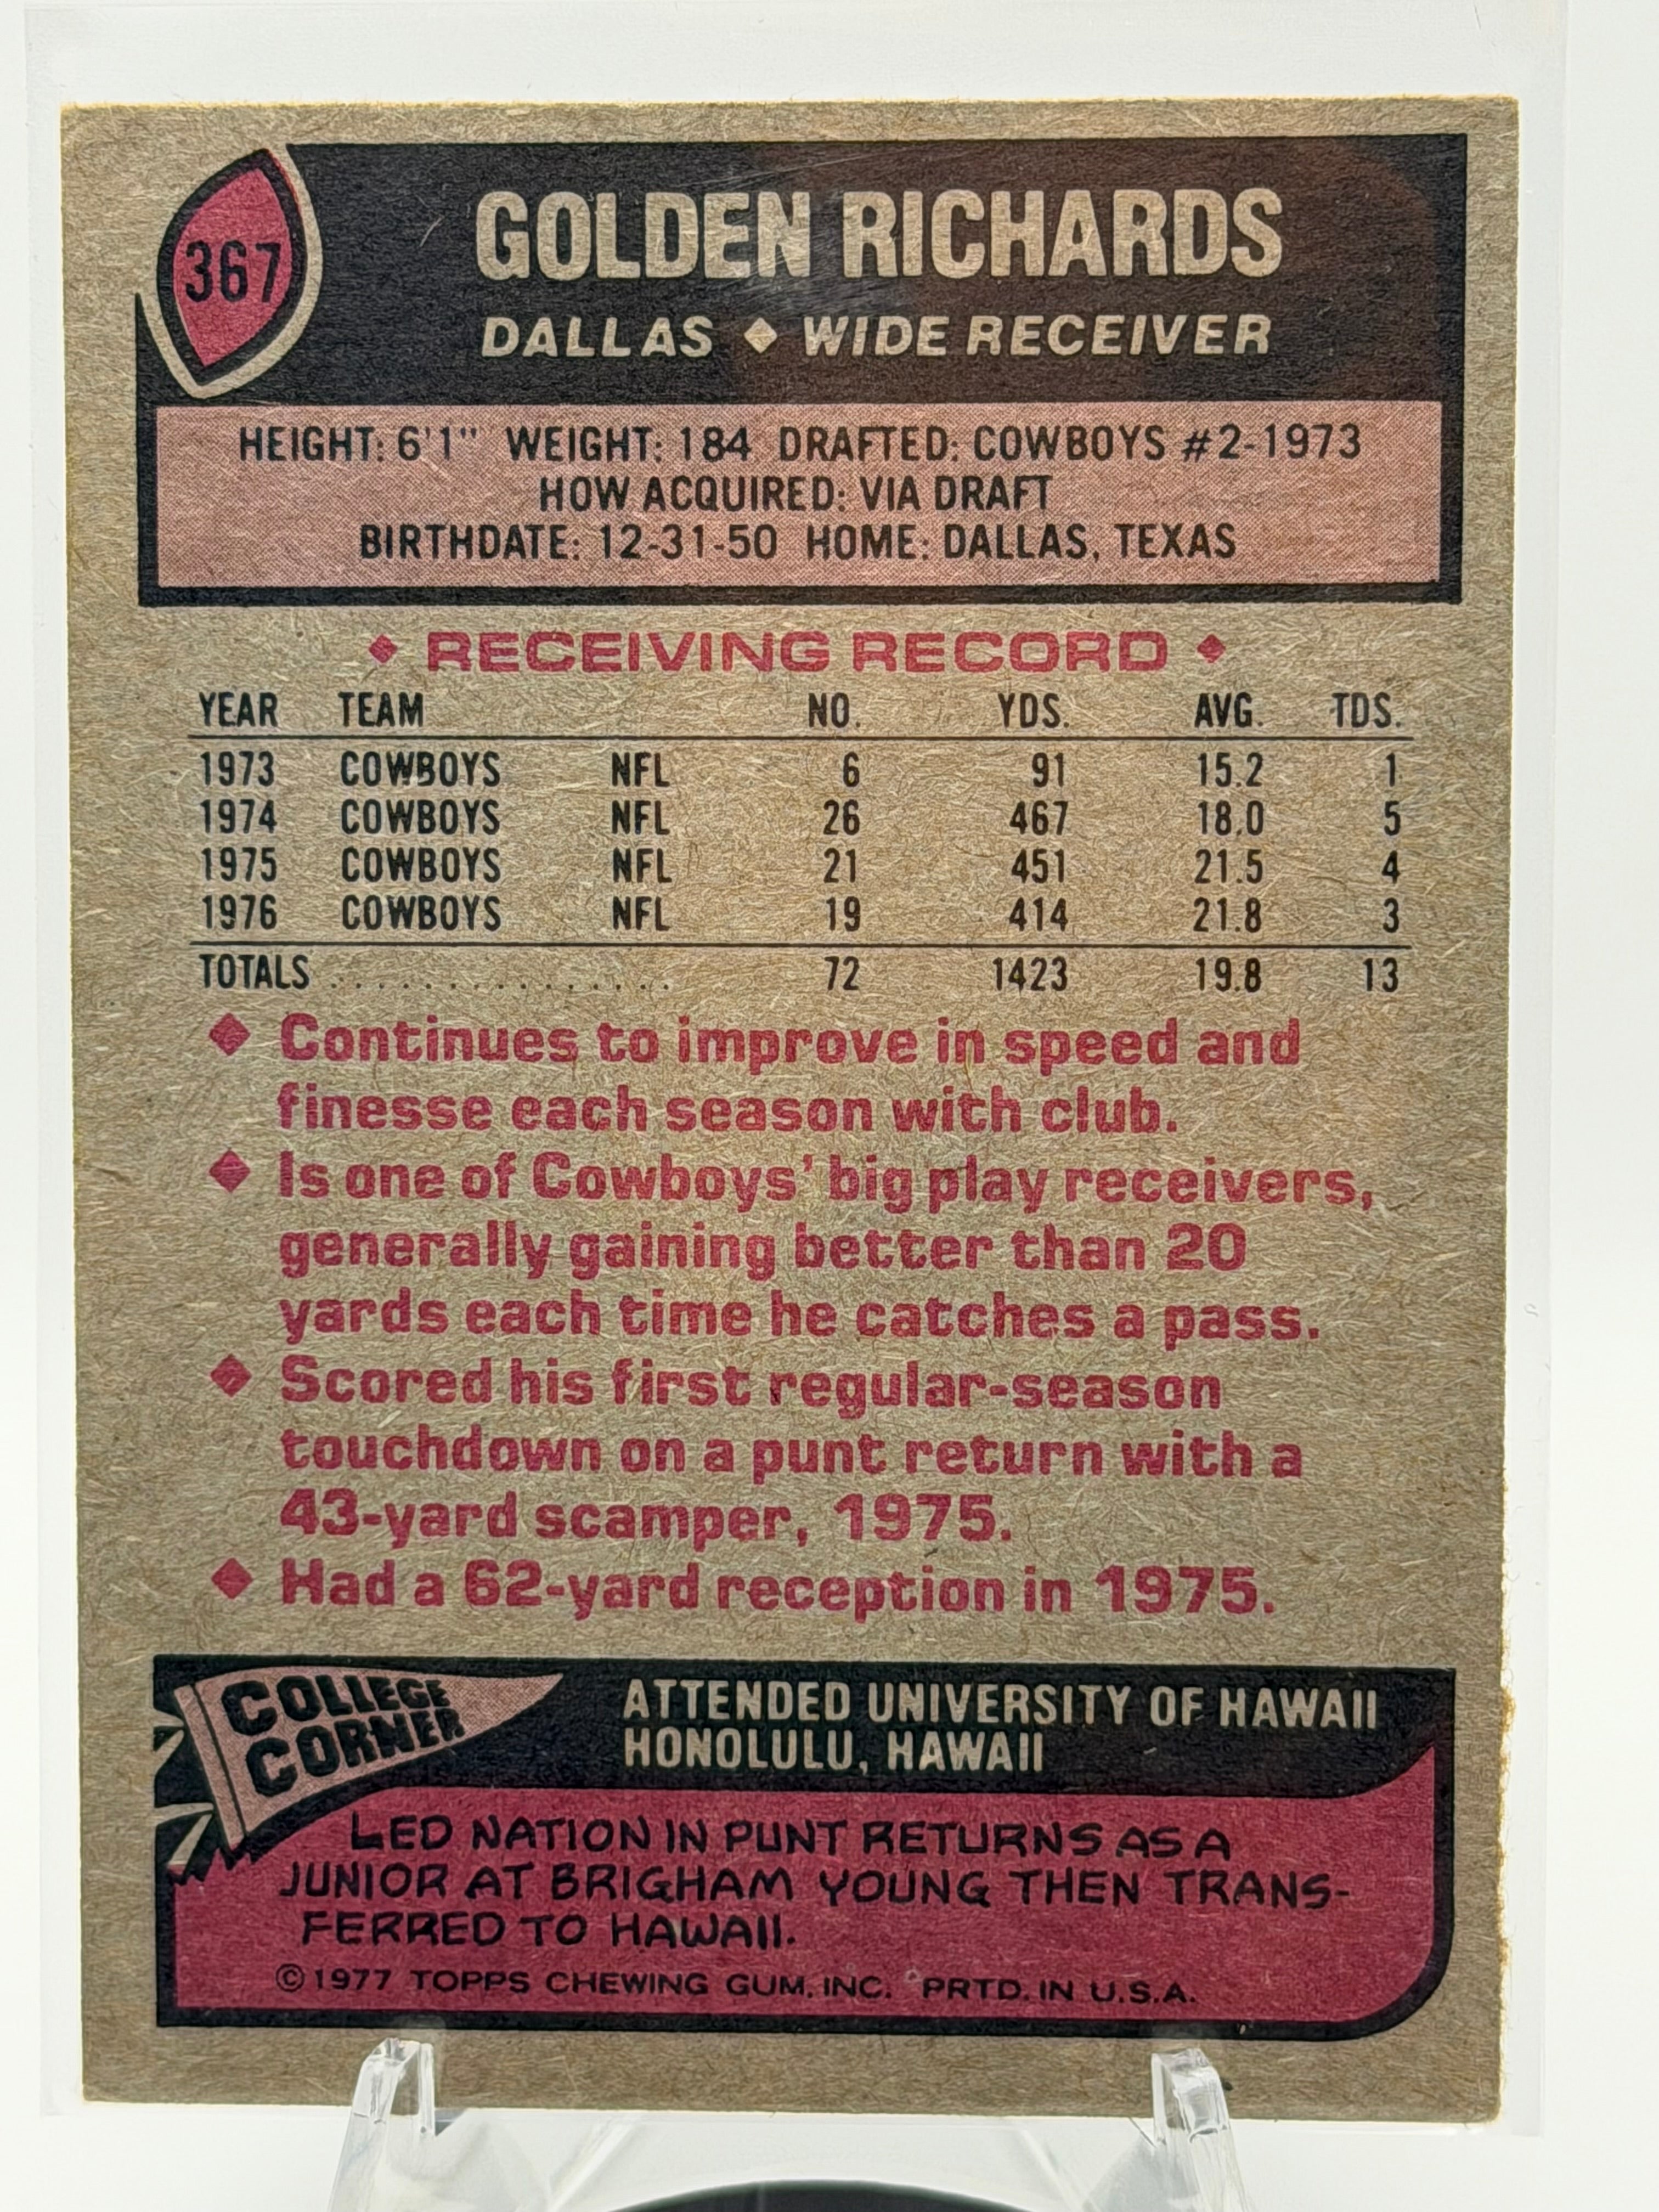 367
GOLDEN RICHARDS
DALLAS ◆ WIDE RECEIVER
HEIGHT: 6'1" WEIGHT: 184 DRAFTED: COWBOYS #2-1973
HOW ACQUIRED: VIA DRAFT
BIRTHDATE: 12-31-50 HOME: DALLAS, TEXAS
◆ RECEIVING RECORD ◆
YEAR TEAM NO. YDS. AVG. TDS.
1973 COWBOYS NFL 6 91 15.2 1
1974 COWBOYS NFL 26 467 18.0 5
1975 COWBOYS NFL 21 451 21.5 4
1976 COWBOYS NFL 19 414 21.8 3
TOTALS ............... 72 1423 19.8 13
◆ Continues to improve in speed and
finesse each season with club.
◆ Is one of Cowboys' big play receivers,
generally gaining better than 20
yards each time he catches a pass.
◆ Scored his first regular-season
touchdown on a punt return with a
43-yard scamper, 1975.
◆ Had a 62-yard reception in 1975.
COLLEGE
CORNER
ATTENDED UNIVERSITY OF HAWAII
HONOLULU, HAWAII
LED NATION IN PUNT RETURNS AS A
JUNIOR AT BRIGHAM YOUNG THEN TRANS-
FERRED TO HAWAII.
© 1977 TOPPS CHEWING GUM, INC. PRTD. IN U.S.A.